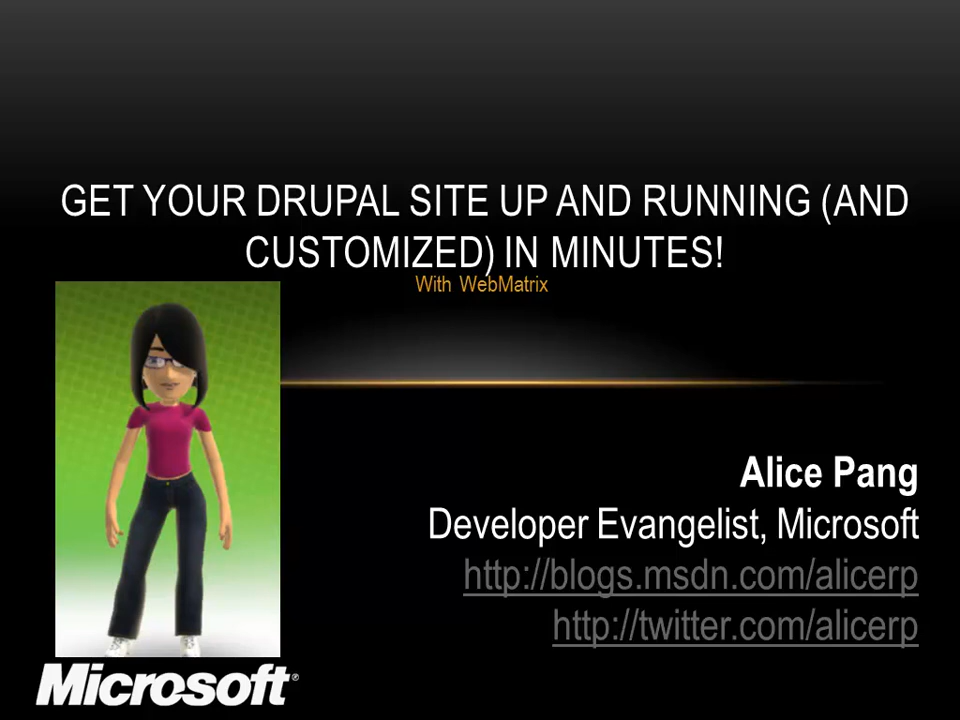 GET YOUR DRUPAL SITE UP AND RUNNING (AND
CUSTOMIZED) IN MINUTES!
With WebMatrix
Alice Pang
Developer Evangelist, Microsoft
http://blogs.msdn.com/alicerp
http://twitter.com/alicerp
Microsoft®